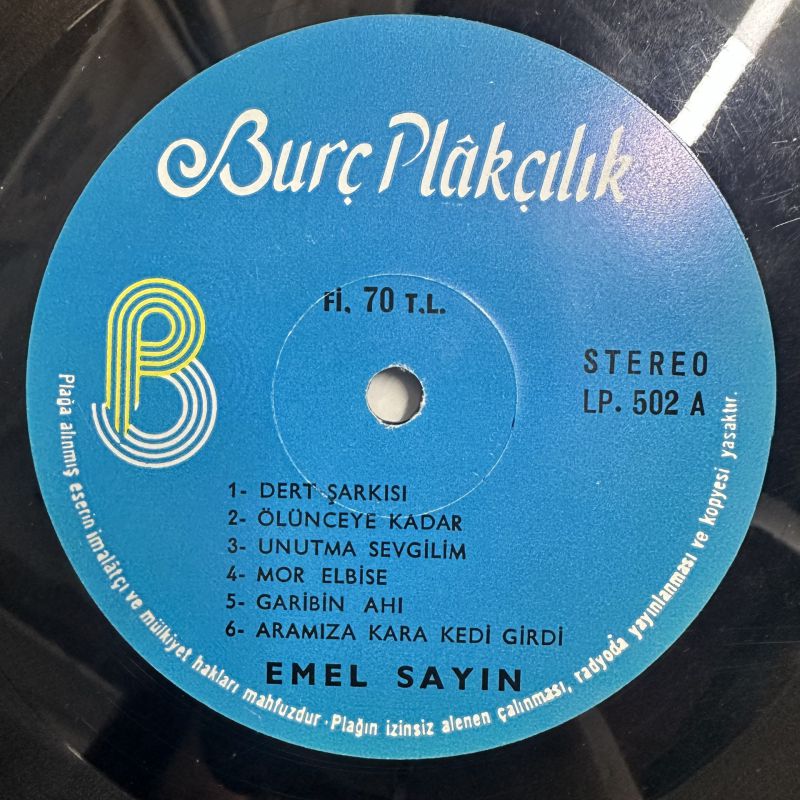 Burç Plâkçılık
Fİ. 70 T.L.
STEREO
LP. 502 A
1- DERT ŞARKISI
2- ÖLÜNCEYE KADAR
3- UNUTMA SEVGİLİM
4- MOR ELBİSE
5- GARİBİN AHI
6- ARAMIZA KARA KEDİ GİRDİ
EMEL SAYIN
Plağa alınmış eserin imalâtçı ve mülkiyet hakları mahfuzdur · Plağın izinsiz alenen çalınması, radyoda yayınlanması ve kopyesi yasaktır.